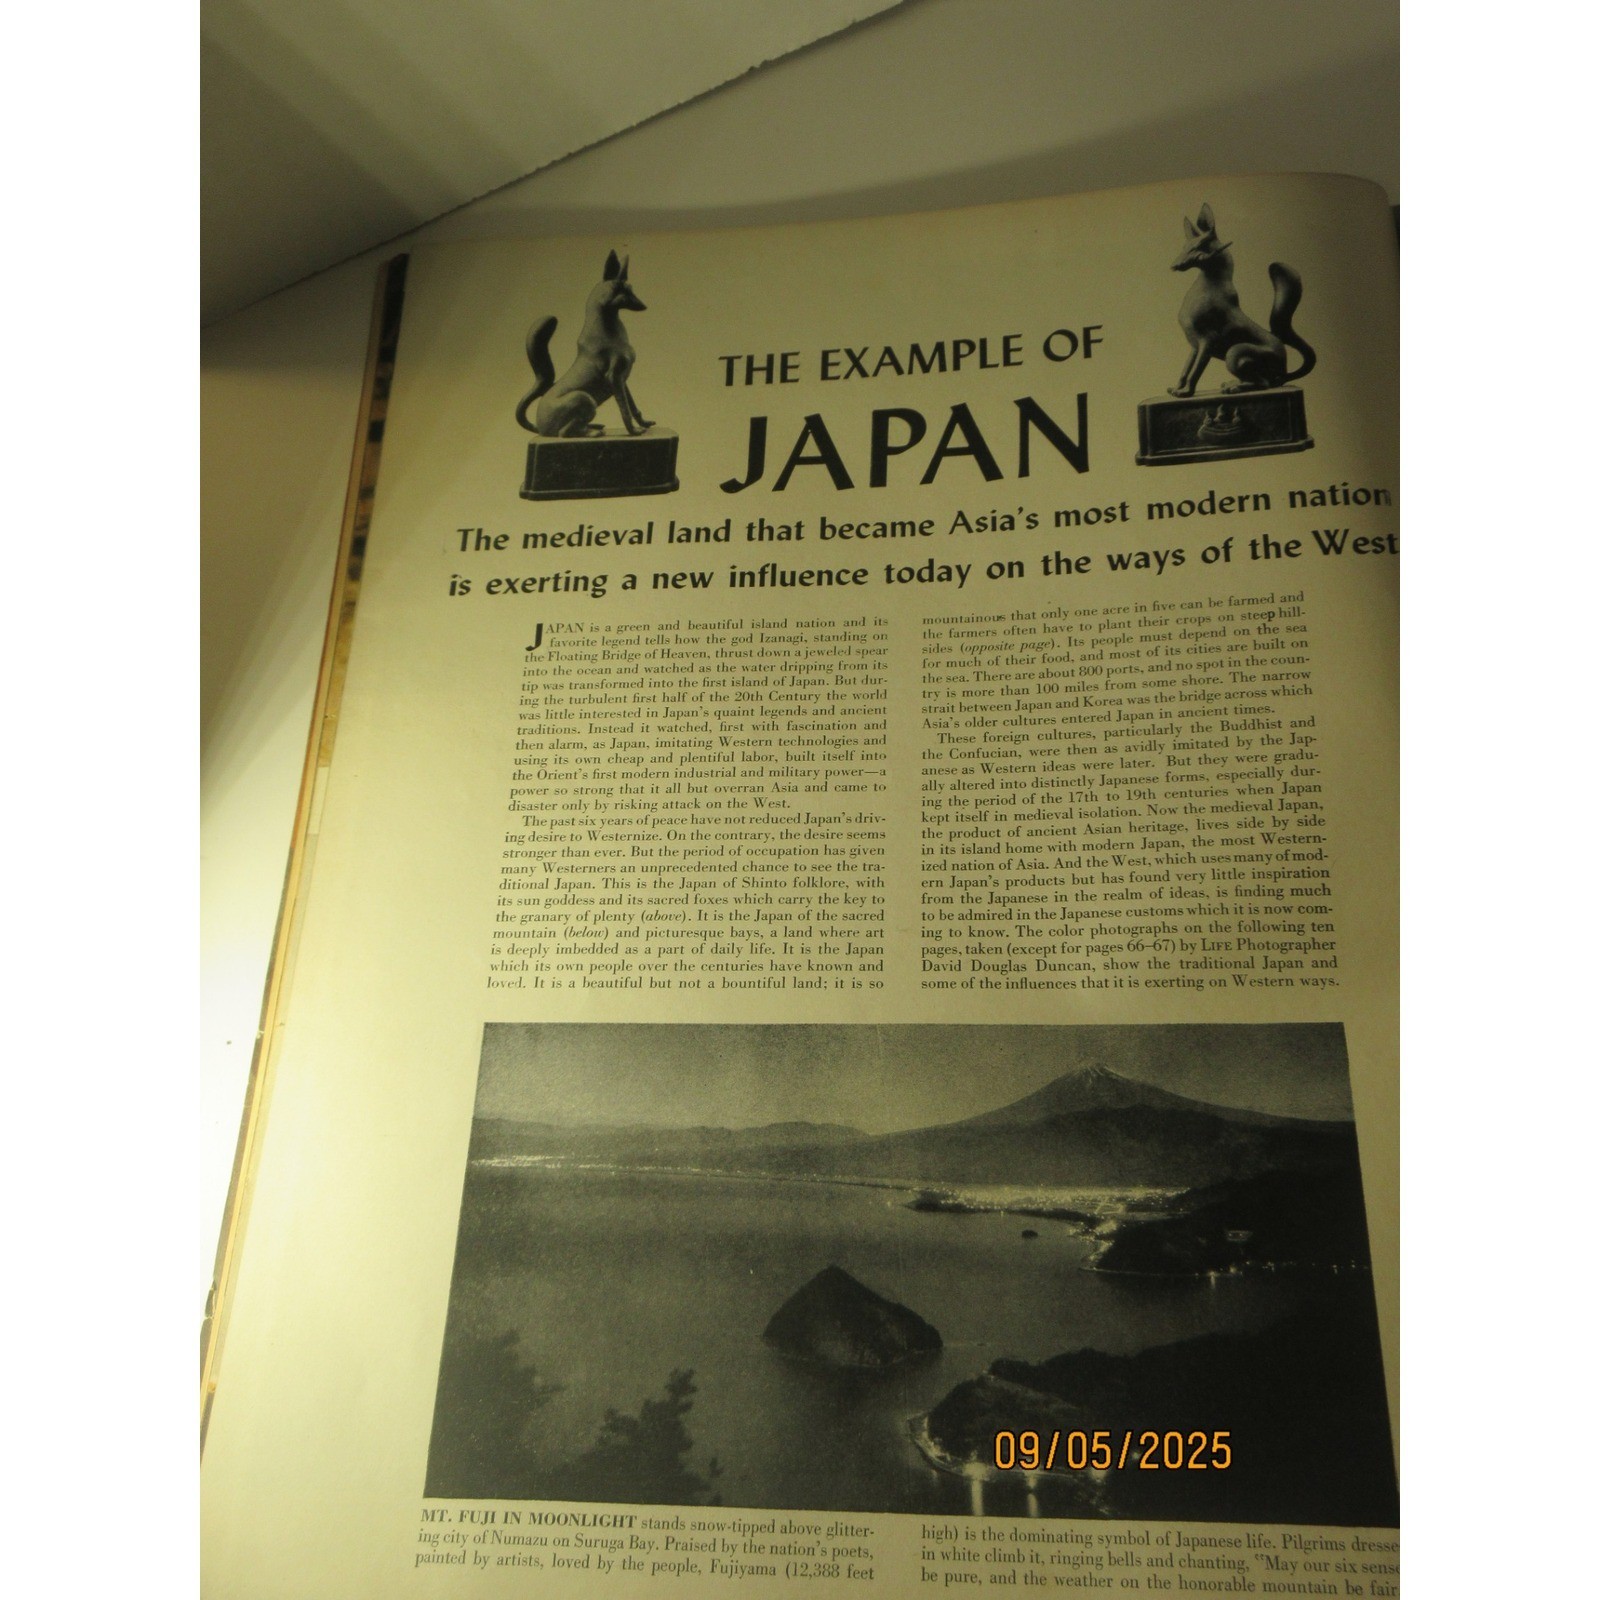 THE EXAMPLE OF
JAPAN
The medieval land that became Asia's most modern nation
is exerting a new influence today on the ways of the West
JAPAN is a green and beautiful island nation and its
favorite legend tells how the god Izanagi, standing on
the Floating Bridge of Heaven, thrust down a jeweled spear
into the ocean and watched as the water dripping from its
tip was transformed into the first island of Japan. But dur-
ing the turbulent first half of the 20th Century the world
was little interested in Japan's quaint legends and ancient
traditions. Instead it watched, first with fascination and
then alarm, as Japan, imitating Western technologies and
using its own cheap and plentiful labor, built itself into
the Orient's first modern industrial and military power—a
power so strong that it all but overran Asia and came to
disaster only by risking attack on the West.
The past six years of peace have not reduced Japan's driv-
ing desire to Westernize. On the contrary, the desire seems
stronger than ever. But the period of occupation has given
many Westerners an unprecedented chance to see the tra-
ditional Japan. This is the Japan of Shinto folklore, with
its sun goddess and its sacred foxes which carry the key to
the granary of plenty (above). It is the Japan of the sacred
mountain (below) and picturesque bays, a land where art
is deeply imbedded as a part of daily life. It is the Japan
which its own people over the centuries have known and
loved. It is a beautiful but not a bountiful land; it is so
mountainous that only one acre in five can be farmed and
the farmers often have to plant their crops on steep hill-
sides (opposite page). Its people must depend on the sea
for much of their food, and most of its cities are built on
the sea. There are about 800 ports, and no spot in the coun-
try is more than 100 miles from some shore. The narrow
strait between Japan and Korea was the bridge across which
Asia's older cultures entered Japan in ancient times.
These foreign cultures, particularly the Buddhist and
the Confucian, were then as avidly imitated by the Jap-
anese as Western ideas were later. But they were gradu-
ally altered into distinctly Japanese forms, especially dur-
ing the period of the 17th to 19th centuries when Japan
kept itself in medieval isolation. Now the medieval Japan,
the product of ancient Asian heritage, lives side by side
in its island home with modern Japan, the most Western-
ized nation of Asia. And the West, which uses many of mod-
ern Japan's products but has found very little inspiration
from the Japanese in the realm of ideas, is finding much
to be admired in the Japanese customs which it is now com-
ing to know. The color photographs on the following ten
pages, taken (except for pages 66–67) by LIFE Photographer
David Douglas Duncan, show the traditional Japan and
some of the influences that it is exerting on Western ways.
09/05/2025
MT. FUJI IN MOONLIGHT stands snow-tipped above glitter-
ing city of Numazu on Suruga Bay. Praised by the nation's poets,
painted by artists, loved by the people, Fujiyama (12,388 feet
high) is the dominating symbol of Japanese life. Pilgrims dresse
in white climb it, ringing bells and chanting, "May our six sense
be pure, and the weather on the honorable mountain be fair